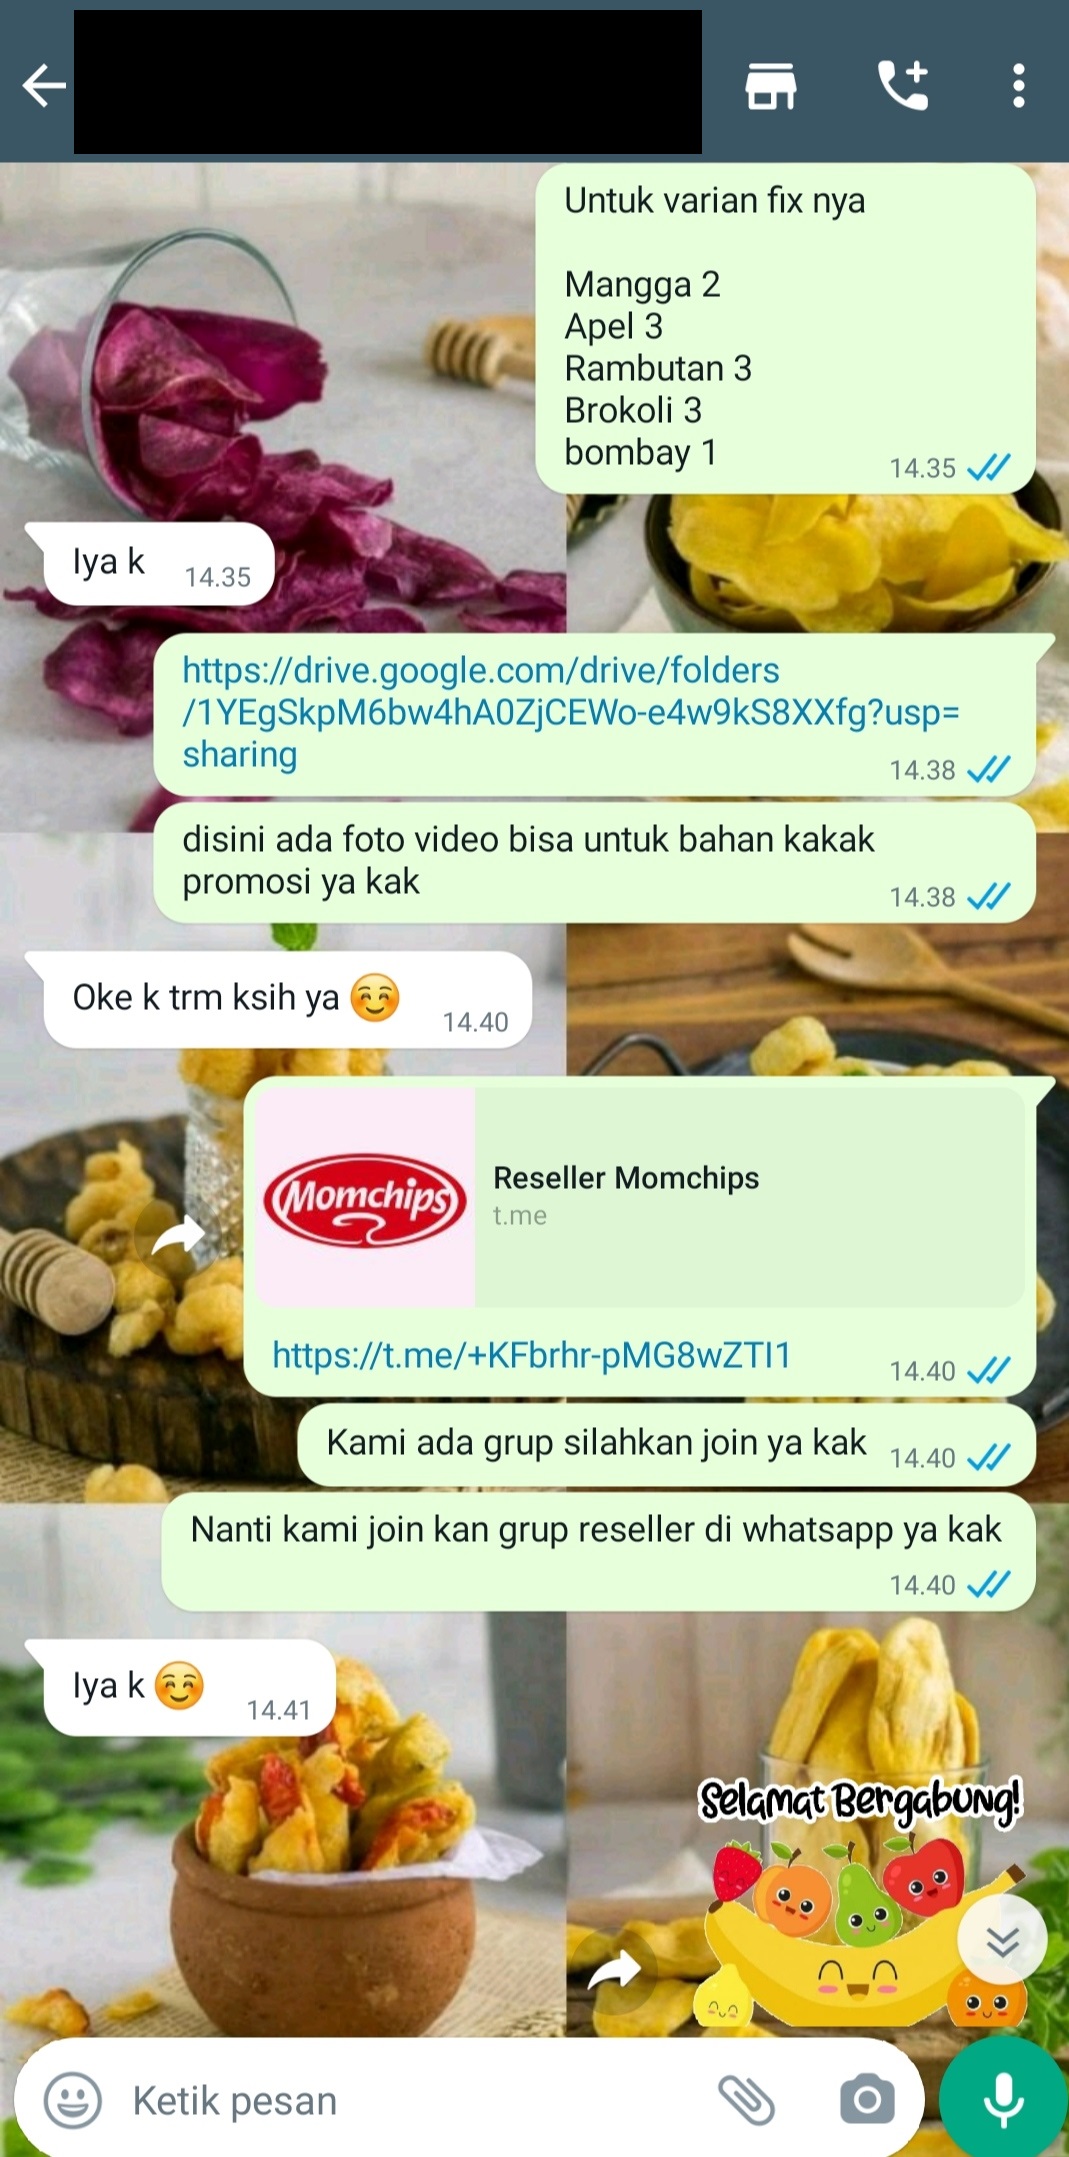 Untuk varian fix nya
Mangga 2
Apel 3
Rambutan 3
Brokoli 3
bombay 1
14.35
Iya k
14.35
https://drive.google.com/drive/folders
/1YEgSkpM6bw4hA0ZjCEWo-e4w9kS8XXfg?usp=
sharing
14.38
disini ada foto video bisa untuk bahan kakak
promosi ya kak
14.38
Oke k trm ksih ya ☺️
14.40
Momchips
Reseller Momchips
t.me
https://t.me/+KFbrhr-pMG8wZTI1
14.40
Kami ada grup silahkan join ya kak
14.40
Nanti kami join kan grup reseller di whatsapp ya kak
14.40
Iya k ☺️
14.41
Selamat Bergabung!
Ketik pesan